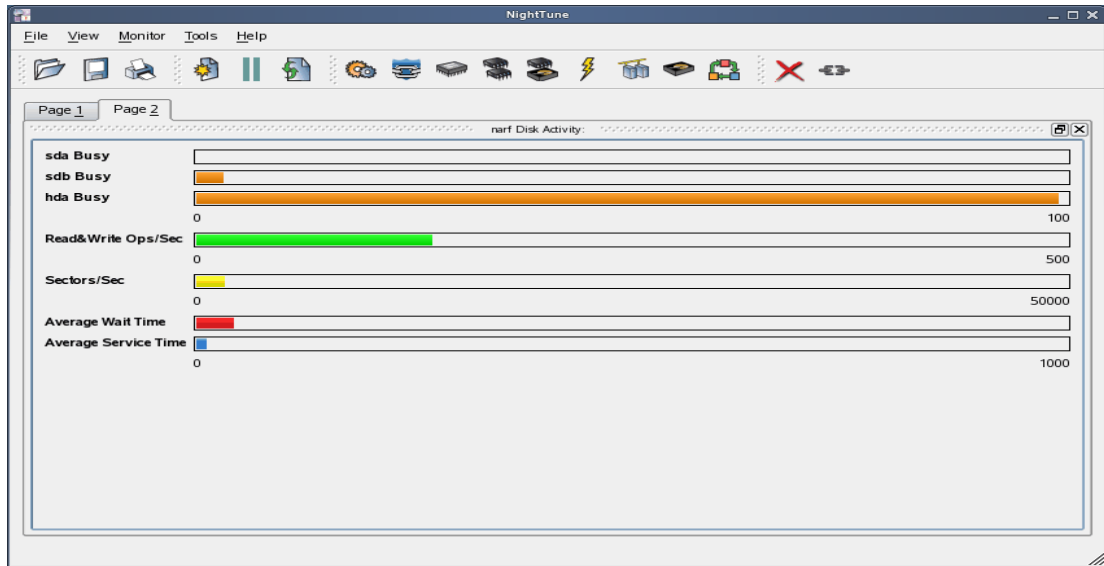 NightTune
File View Monitor Tools Help
Page 1 Page 2
narf Disk Activity:
sda Busy
sdb Busy
hda Busy
0 100
Read&Write Ops/Sec
0 500
Sectors/Sec
0 50000
Average Wait Time
Average Service Time
0 1000